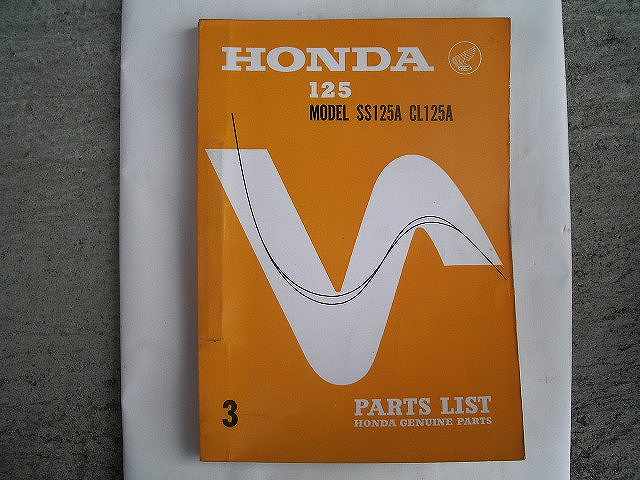 HONDA
125
MODEL SS125A CL125A
3
PARTS LIST
HONDA GENUINE PARTS